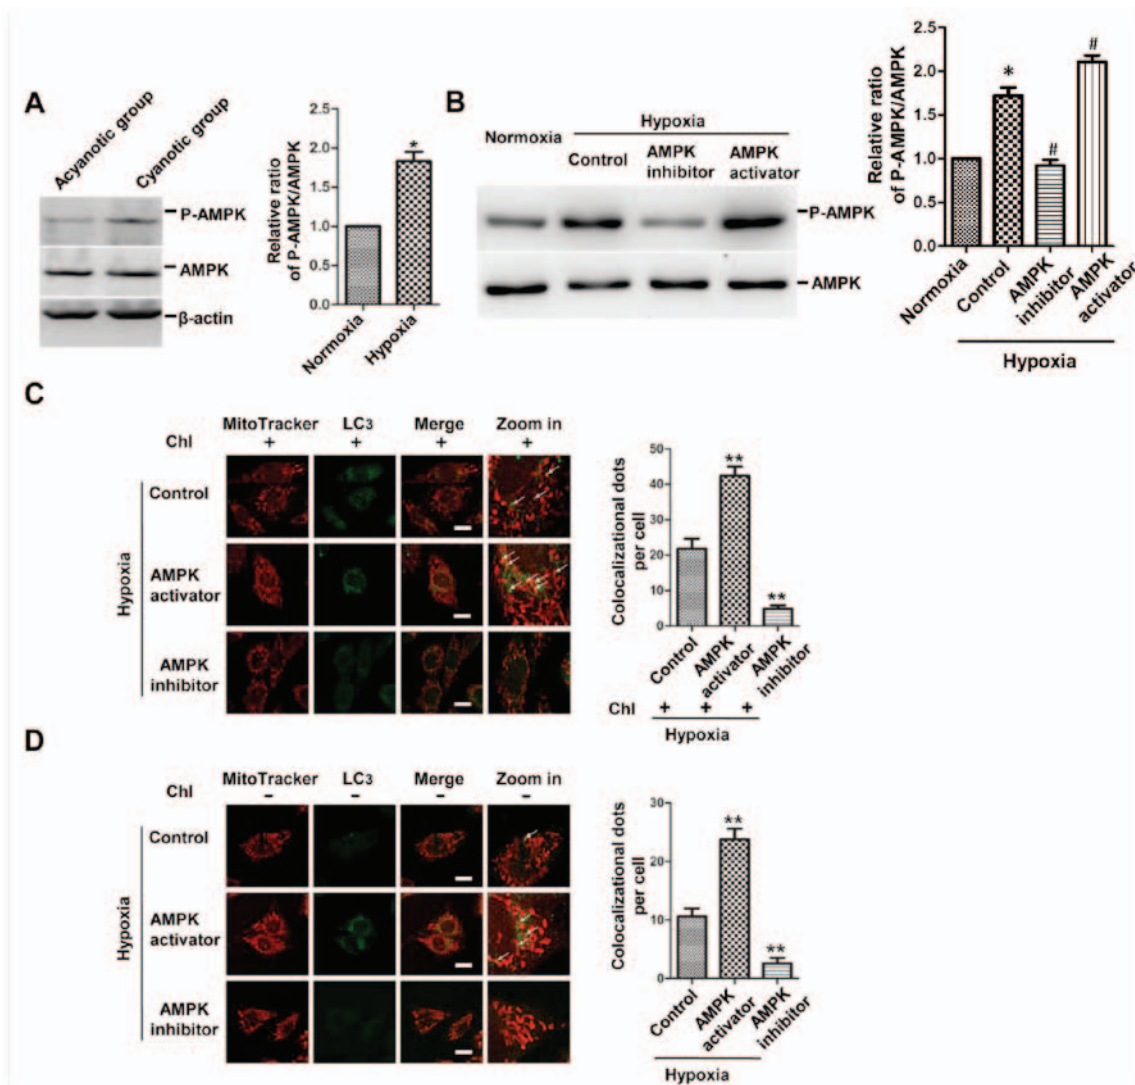 A
Acyanotic group
Cyanotic group
P-AMPK
AMPK
β-actin
Relative ratio
of P-AMPK/AMPK
2.5
2.0
1.5
1.0
0.5
0.0
*
Normoxia
Hypoxia
B
Hypoxia
Normoxia
Control
AMPK
inhibitor
AMPK
activator
P-AMPK
AMPK
Relative ratio
of P-AMPK/AMPK
2.5
2.0
1.5
1.0
0.5
0.0
*
#
#
Normoxia
Control
AMPK
inhibitor
AMPK
activator
Hypoxia
C
MitoTracker LC3 Merge Zoom in
Chl + + + +
Hypoxia
Control
AMPK
activator
AMPK
inhibitor
Colocalizational dots
per cell
50
40
30
20
10
0
**
**
Control
AMPK
activator
AMPK
inhibitor
Chl + + +
Hypoxia
D
MitoTracker LC3 Merge Zoom in
Chl - - - -
Hypoxia
Control
AMPK
activator
AMPK
inhibitor
Colocalizational dots
per cell
30
20
10
0
**
**
Control
AMPK
activator
AMPK
inhibitor
Hypoxia